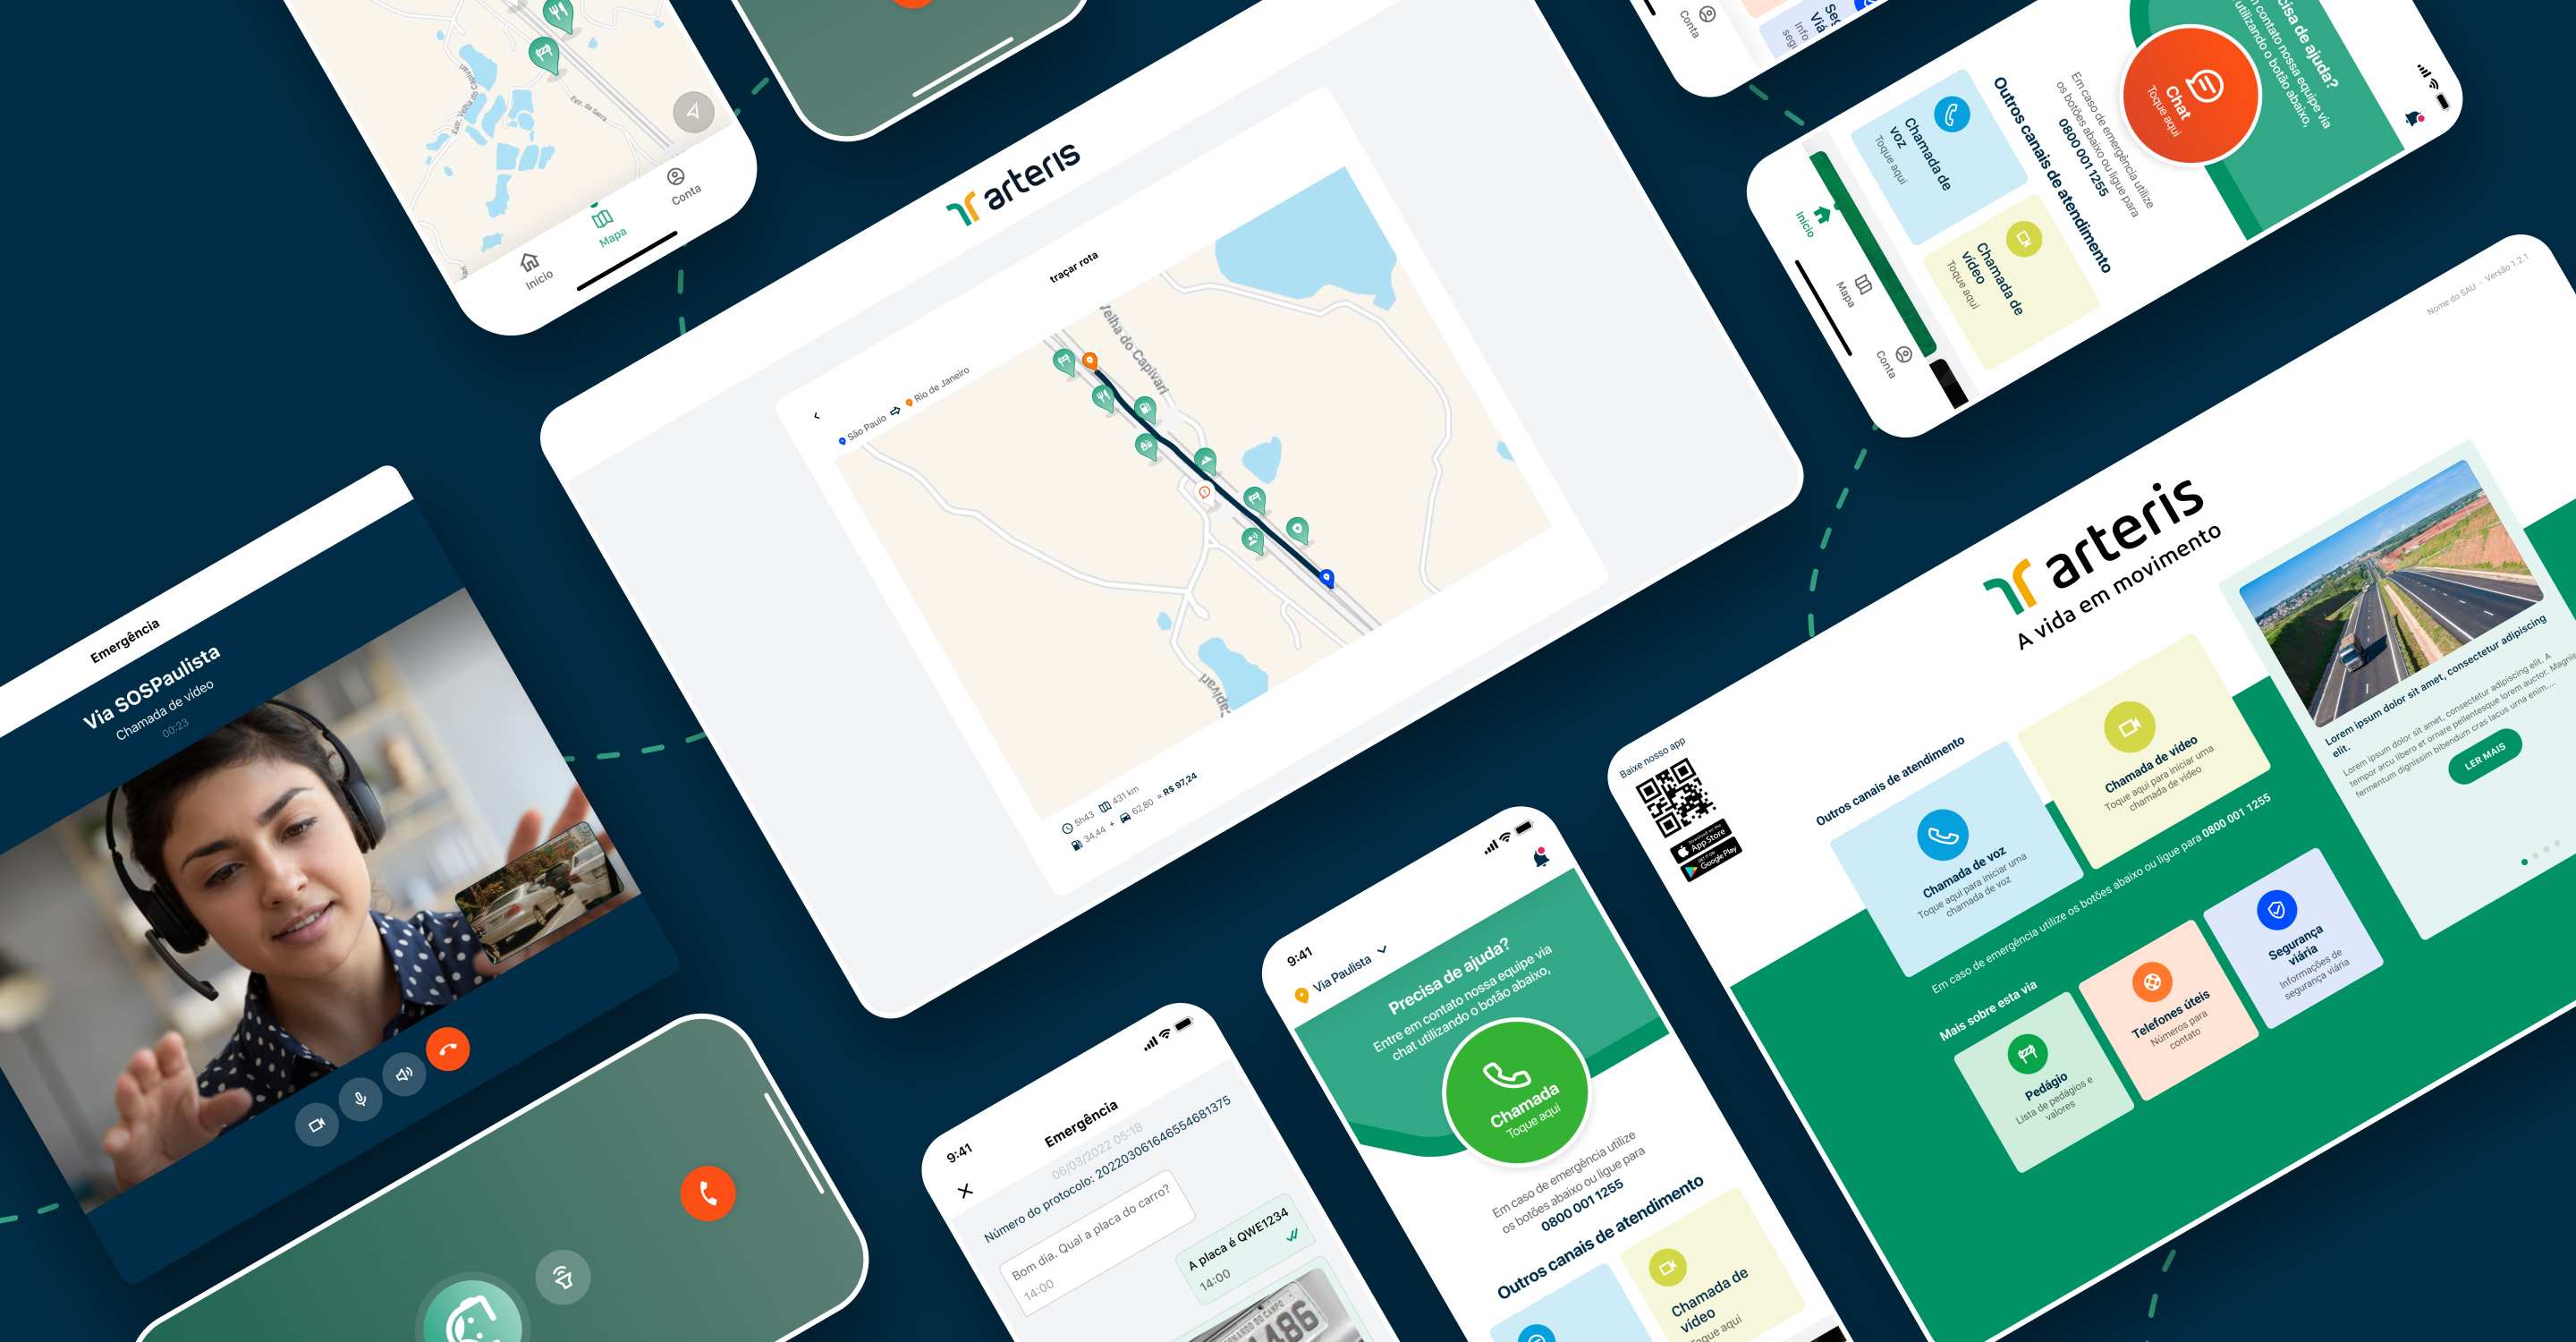 Estr. Velha do Capivari
Estr. da Serra
Início
Mapa
Conta
arteris
traçar rota
São Paulo
Rio de Janeiro
Velha do Capivari
5h43
431 km
34,44 + 62,80 = R$ 97,24
Conta
Precisa de ajuda?
utilizando o botão abaixo,
Chat
Toque aqui
Em caso de emergência utilize
os botões abaixo ou ligue para
0800 001 1255
Outros canais de atendimento
Chamada de
voz
Toque aqui
Chamada de
vídeo
Toque aqui
Início
Mapa
Conta
Emergência
Via SOSPaulista
Chamada de vídeo
00:23
9:41
Emergência
06/03/2022 05:18
Número do protocolo: 202203061646554681375
Bom dia. Qual a placa do carro?
14:00
A placa é QWE1234
14:00
9:41
Via Paulista
Precisa de ajuda?
Entre em contato nossa equipe via
chat utilizando o botão abaixo,
Chamada
Toque aqui
Em caso de emergência utilize
os botões abaixo ou ligue para
0800 001 1255
Outros canais de atendimento
Chamada de
vídeo
Toque aqui
Nome do SAU - Versão 1.2.1
arteris
A vida em movimento
Baixe nosso app
App Store
Google Play
Outros canais de atendimento
Chamada de voz
Toque aqui para iniciar uma
chamada de voz
Chamada de vídeo
Toque aqui para iniciar uma
chamada de vídeo
Em caso de emergência utilize os botões abaixo ou ligue para 0800 001 1255
Mais sobre esta via
Pedágio
Lista de pedágios e
valores
Telefones úteis
Números para
contato
Segurança
viária
Informações de
segurança viária
Lorem ipsum dolor sit amet, consectetur adipiscing
elit.
Lorem ipsum dolor sit amet, consectetur adipiscing elit. A
tempor arcu libero et ornare pellentesque lorem auctor. Magnis
fermentum dignissim bibendum cras lacus urna enim....
LER MAIS